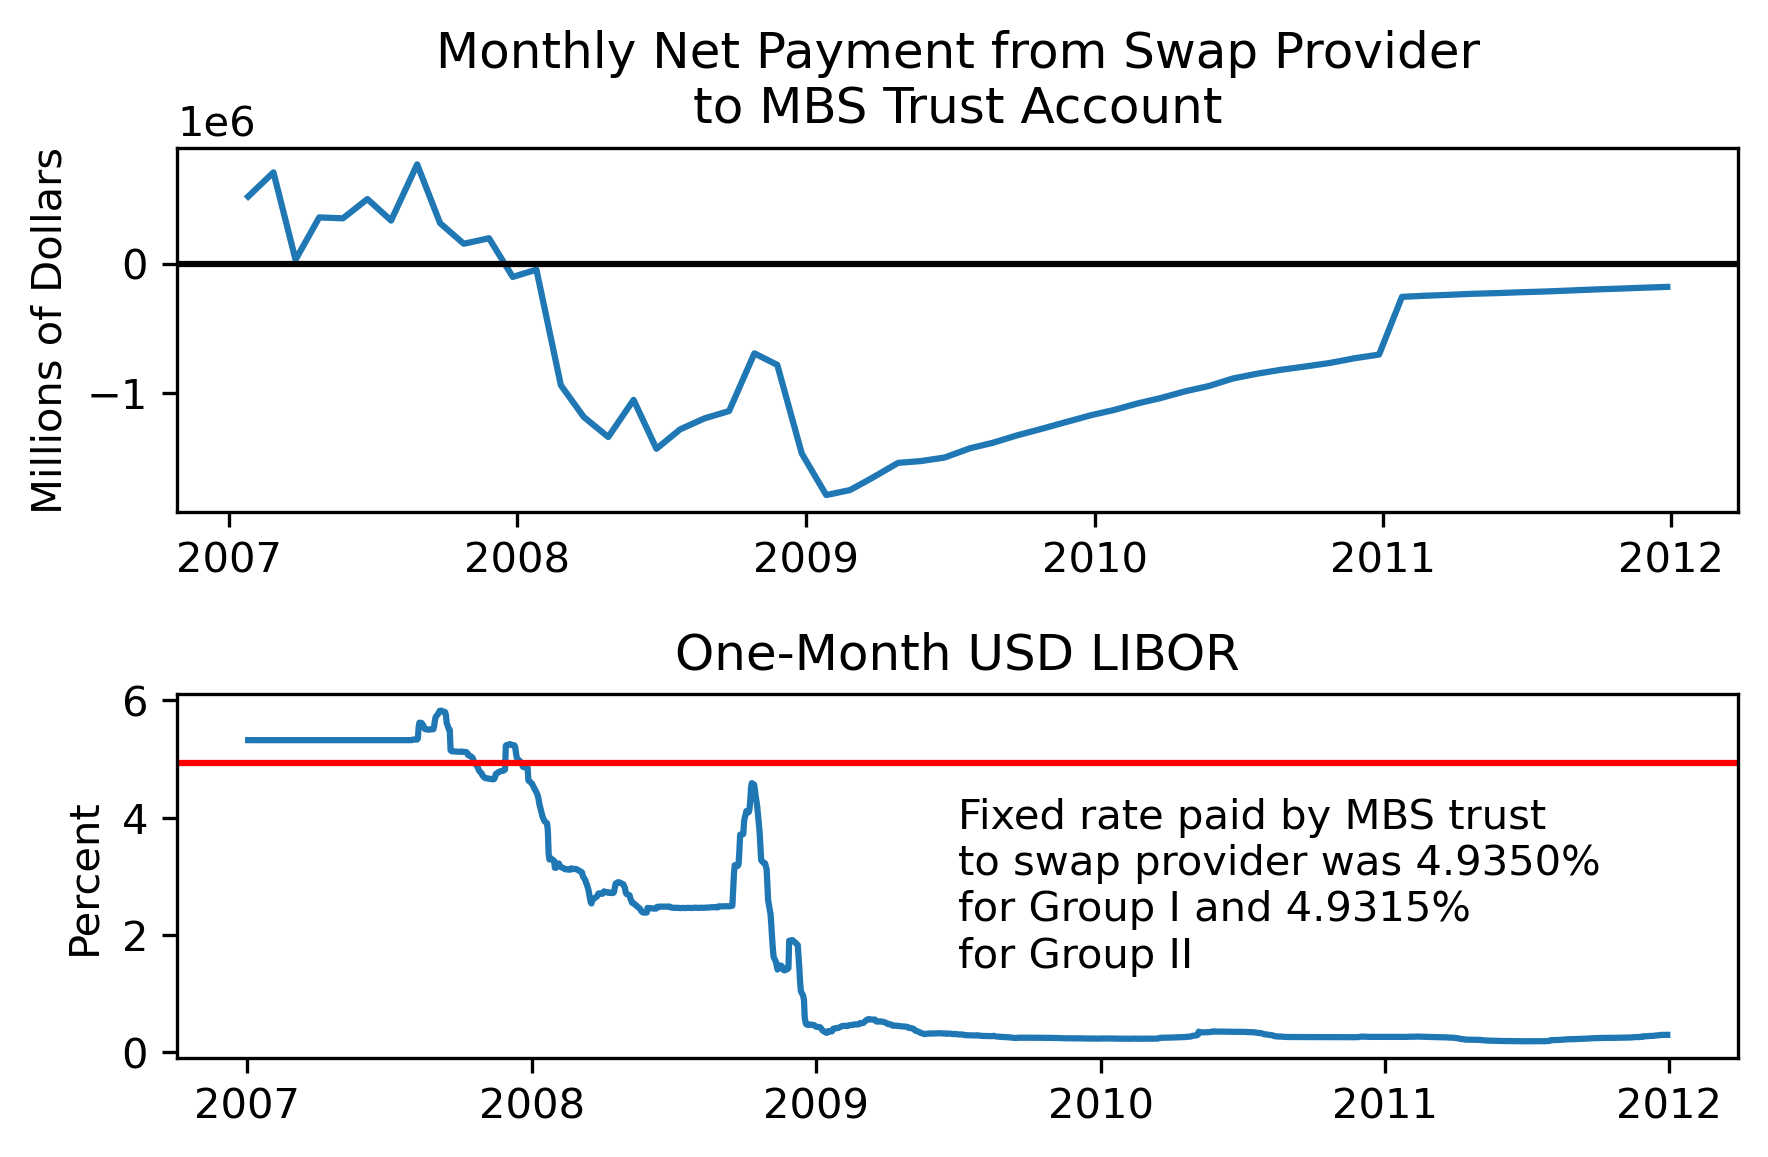 Monthly Net Payment from Swap Provider
to MBS Trust Account
1e6
Millions of Dollars
0
−1
2007 2008 2009 2010 2011 2012
One-Month USD LIBOR
Percent
6
4
2
0
Fixed rate paid by MBS trust
to swap provider was 4.9350%
for Group I and 4.9315%
for Group II
2007 2008 2009 2010 2011 2012